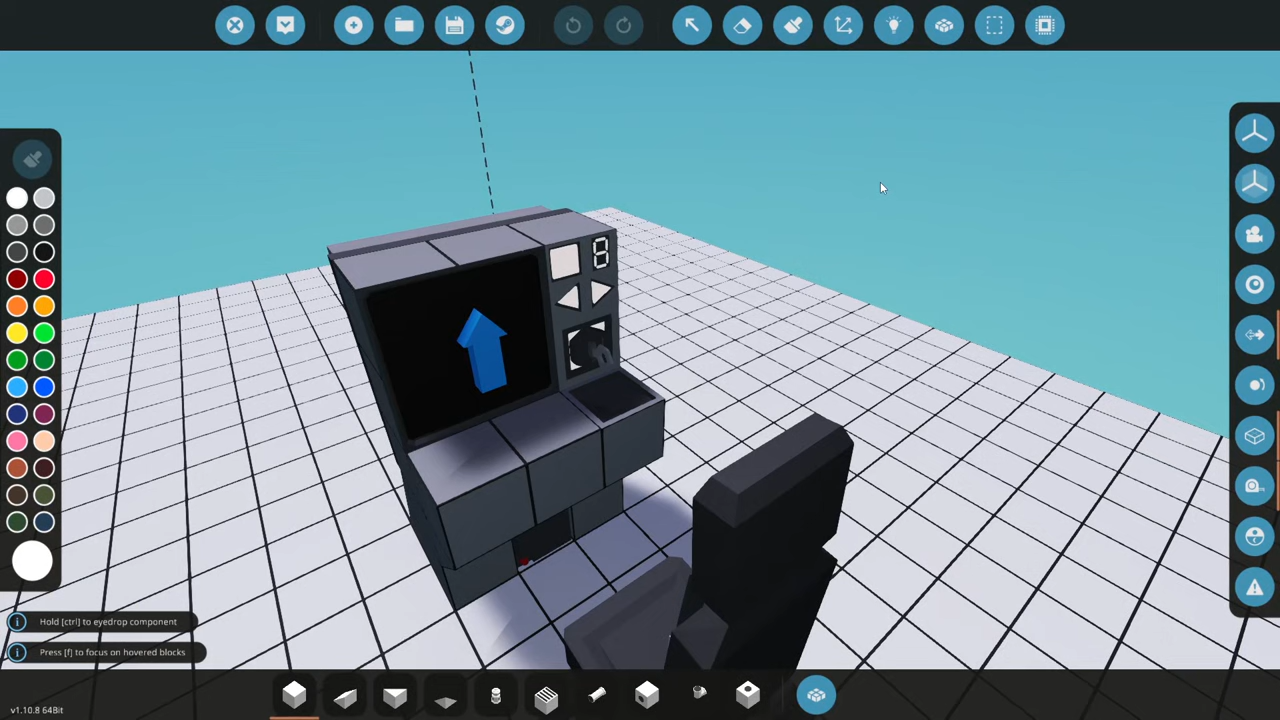 8
Hold [ctrl] to eyedrop component
Press [f] to focus on hovered blocks
v1.10.8 64Bit